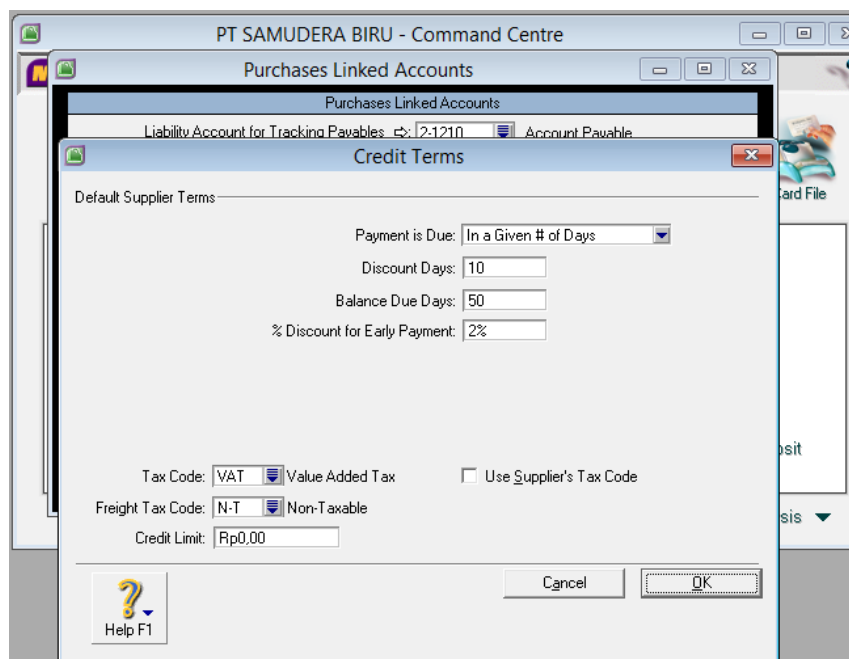 PT SAMUDERA BIRU - Command Centre
Purchases Linked Accounts
Purchases Linked Accounts
Liability Account for Tracking Payables ⇨: 2-1210 Account Payable
Credit Terms
Card File
Default Supplier Terms
Payment is Due: In a Given # of Days
Discount Days: 10
Balance Due Days: 50
% Discount for Early Payment: 2%
Tax Code: VAT Value Added Tax Use Supplier's Tax Code
Freight Tax Code: N-T Non-Taxable
Credit Limit: Rp0,00
Cancel OK
Help F1